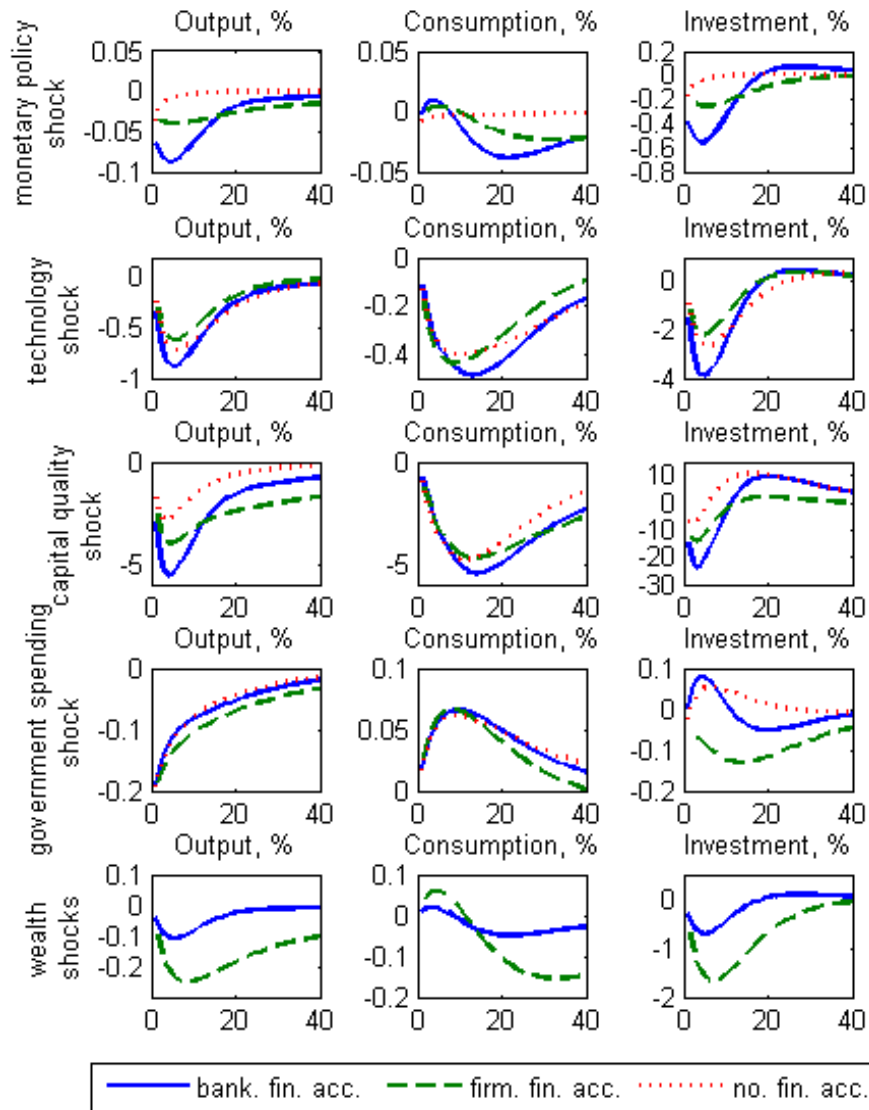 Output, % Consumption, % Investment, %
monetary policy
shock
0.05 0.05 0.2
0 0 0
-0.05 -0.05 -0.2
-0.1 -0.4
-0.6
-0.8
0 20 40 0 20 40 0 20 40
Output, % Consumption, % Investment, %
technology
shock
0 0 0
-0.5 -0.2 -2
-1 -0.4 -4
0 20 40 0 20 40 0 20 40
Output, % Consumption, % Investment, %
capital quality
shock
0 0 10
-5 -5 0
-10
-20
-30
0 20 40 0 20 40 0 20 40
Output, % Consumption, % Investment, %
government spending
shock
0 0.1 0.1
-0.1 0.05 0
-0.2 0 -0.1
-0.2
0 20 40 0 20 40 0 20 40
Output, % Consumption, % Investment, %
wealth
shocks
0.1 0.1 0
0 0 -1
-0.1 -0.1 -2
-0.2 -0.2
0 20 40 0 20 40 0 20 40
bank. fin. acc. firm. fin. acc. no. fin. acc.